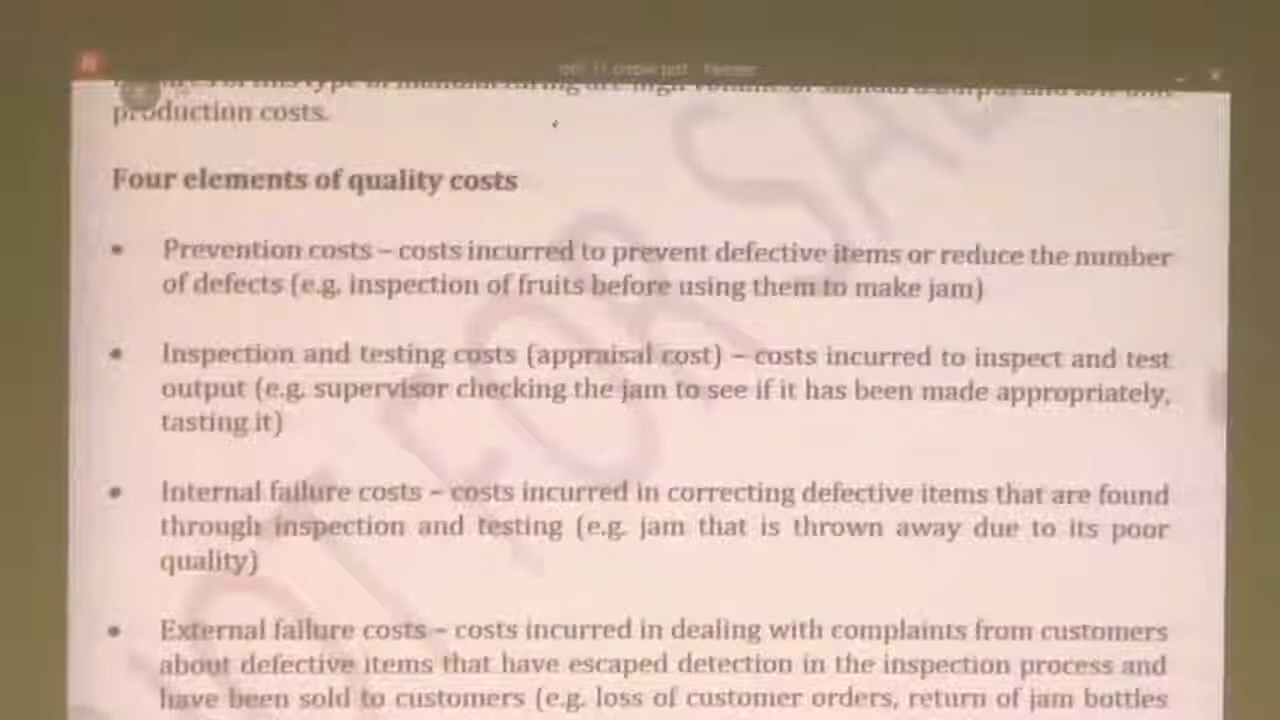 production costs.
Four elements of quality costs
• Prevention costs – costs incurred to prevent defective items or reduce the number
of defects (e.g. inspection of fruits before using them to make jam)
• Inspection and testing costs (appraisal cost) – costs incurred to inspect and test
output (e.g. supervisor checking the jam to see if it has been made appropriately,
tasting it)
• Internal failure costs – costs incurred in correcting defective items that are found
through inspection and testing (e.g. jam that is thrown away due to its poor
quality)
• External failure costs – costs incurred in dealing with complaints from customers
about defective items that have escaped detection in the inspection process and
have been sold to customers (e.g. loss of customer orders, return of jam bottles
FOR SALE